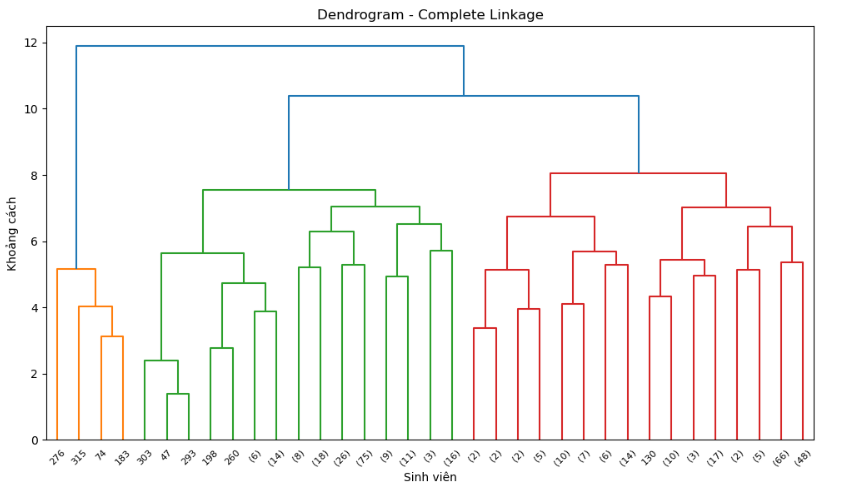 Dendrogram - Complete Linkage
12
10
8
6
4
2
0
Khoảng cách
276 315 74 183 303 47 293 198 260 (6) (14) (8) (18) (26) (75) (9) (11) (3) (16) (2) (2) (2) (5) (10) (7) (6) (14) 130 (10) (3) (17) (2) (5) (66) (48)
Sinh viên